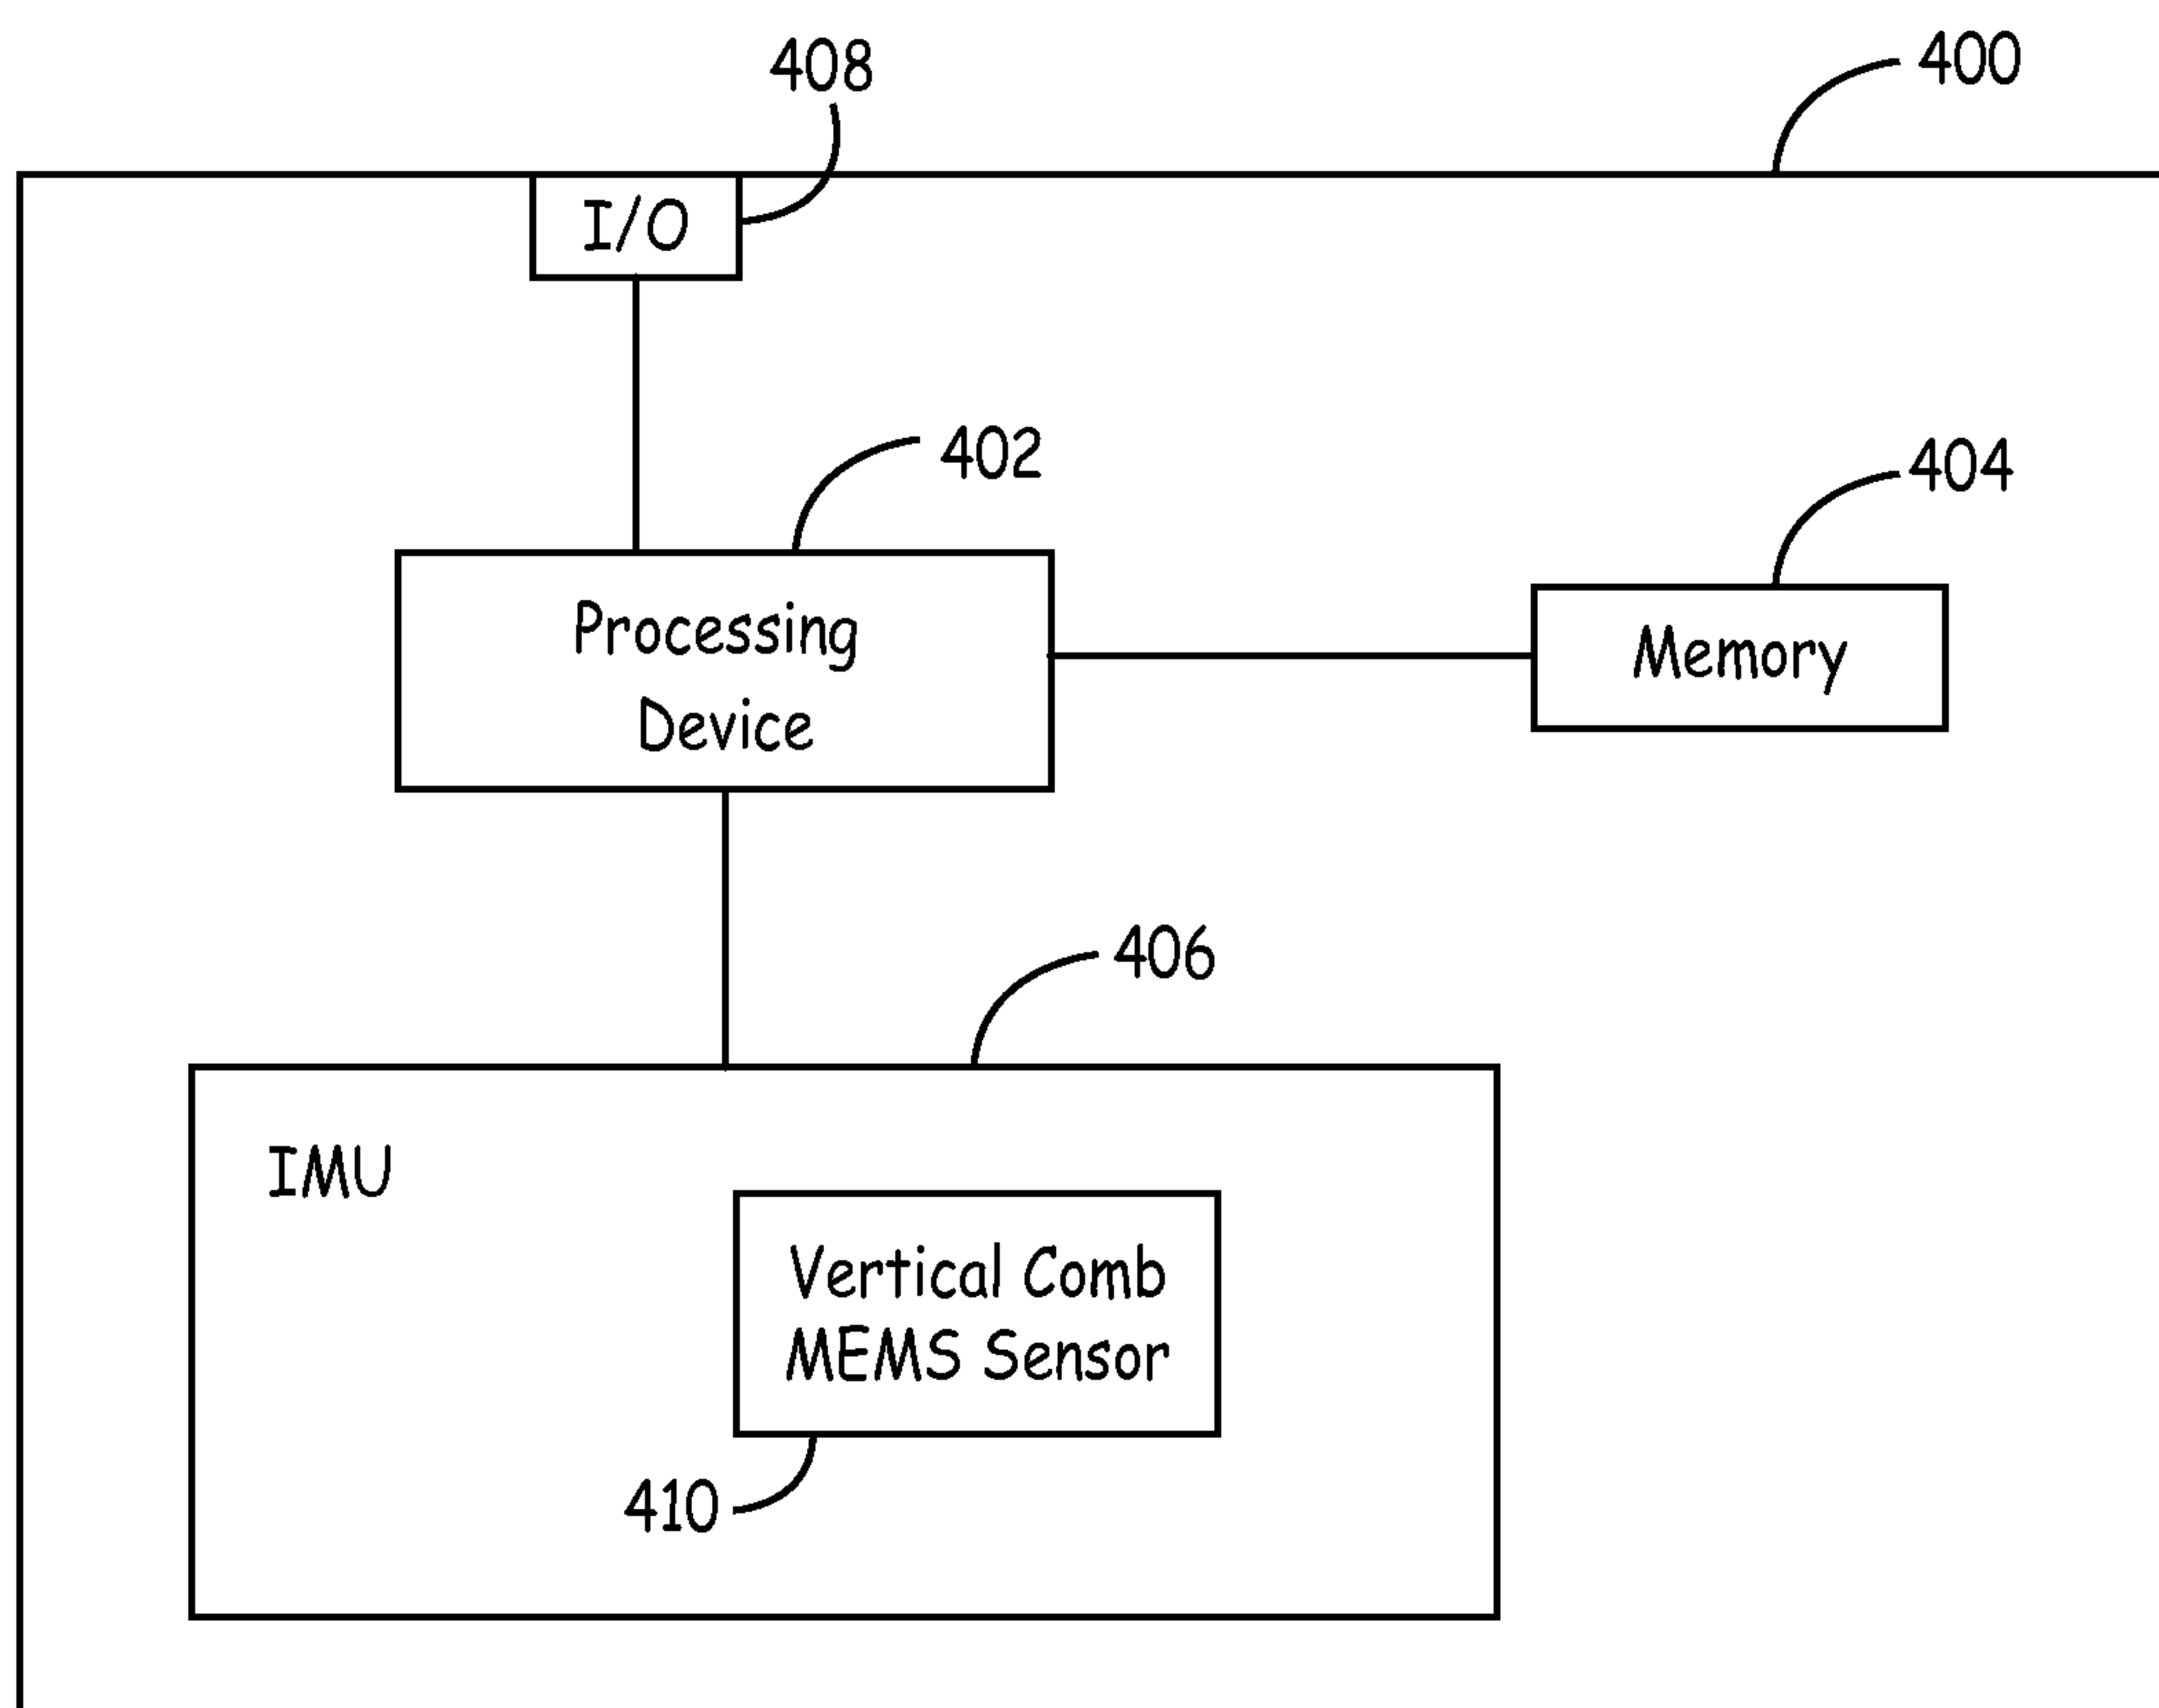 408
400
I/O
402
404
Processing
Device
Memory
406
IMU
Vertical Comb
MEMS Sensor
410